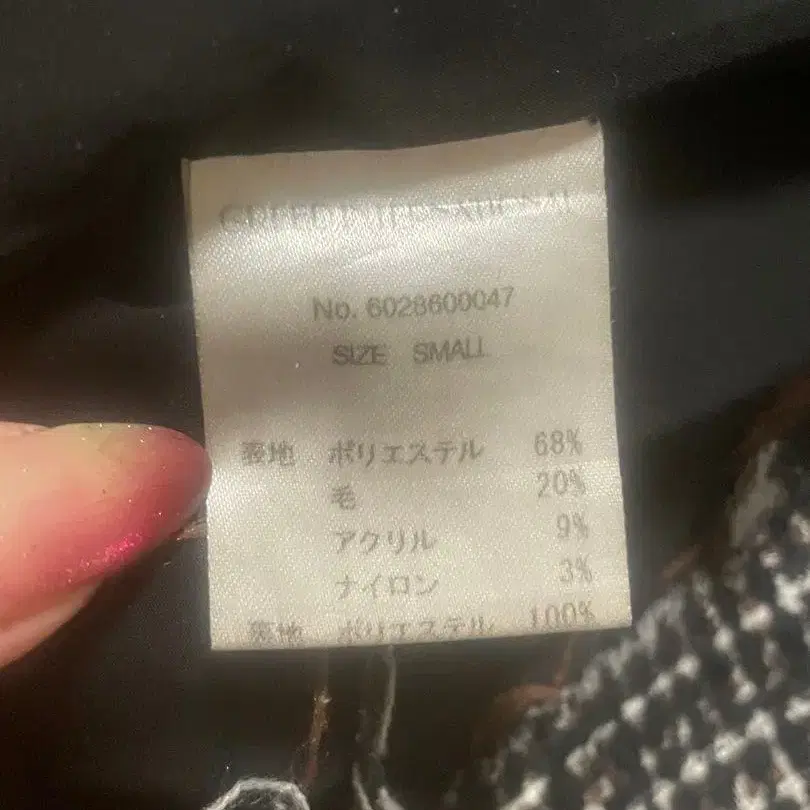 No. 6028600047
SIZE SMALL
表地 ポリエステル 68%
毛 20%
アクリル 9%
ナイロン 3%
裏地 ポリエステル 100%